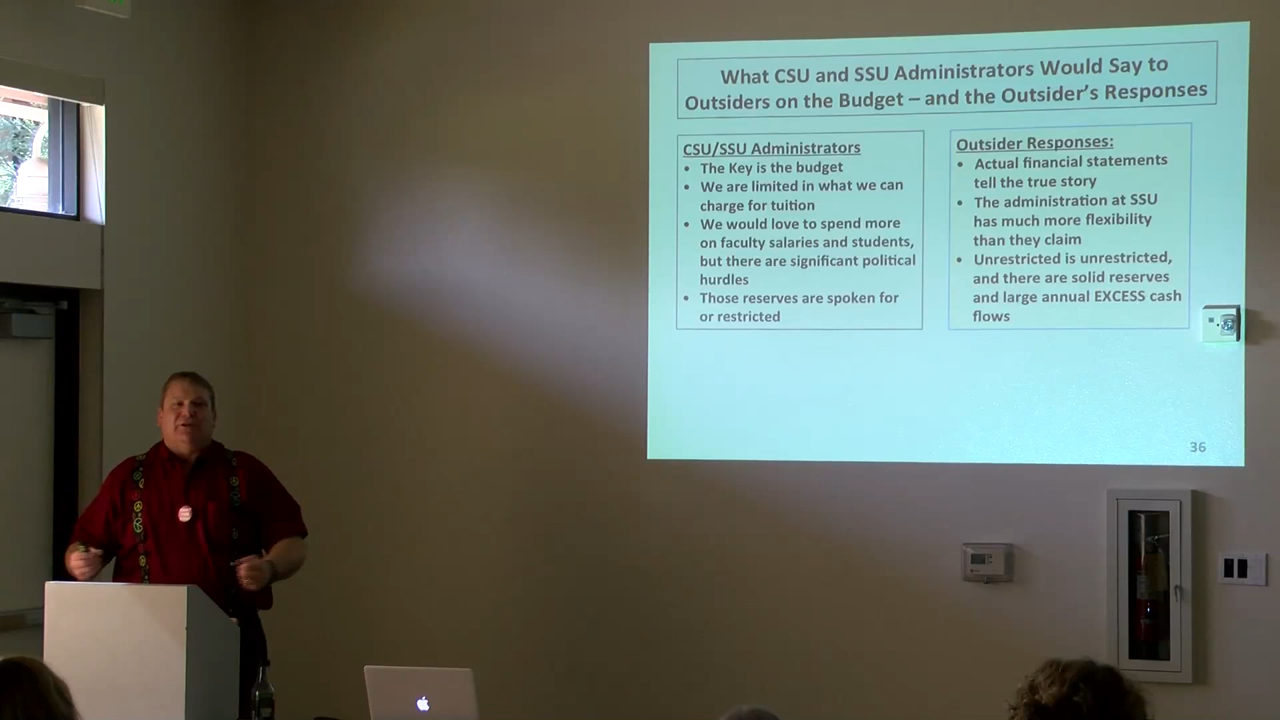 What CSU and SSU Administrators Would Say to
Outsiders on the Budget – and the Outsider's Responses
CSU/SSU Administrators
• The Key is the budget
• We are limited in what we can
charge for tuition
• We would love to spend more
on faculty salaries and students,
but there are significant political
hurdles
• Those reserves are spoken for
or restricted
Outsider Responses:
• Actual financial statements
tell the true story
• The administration at SSU
has much more flexibility
than they claim
• Unrestricted is unrestricted,
and there are solid reserves
and large annual EXCESS cash
flows
36